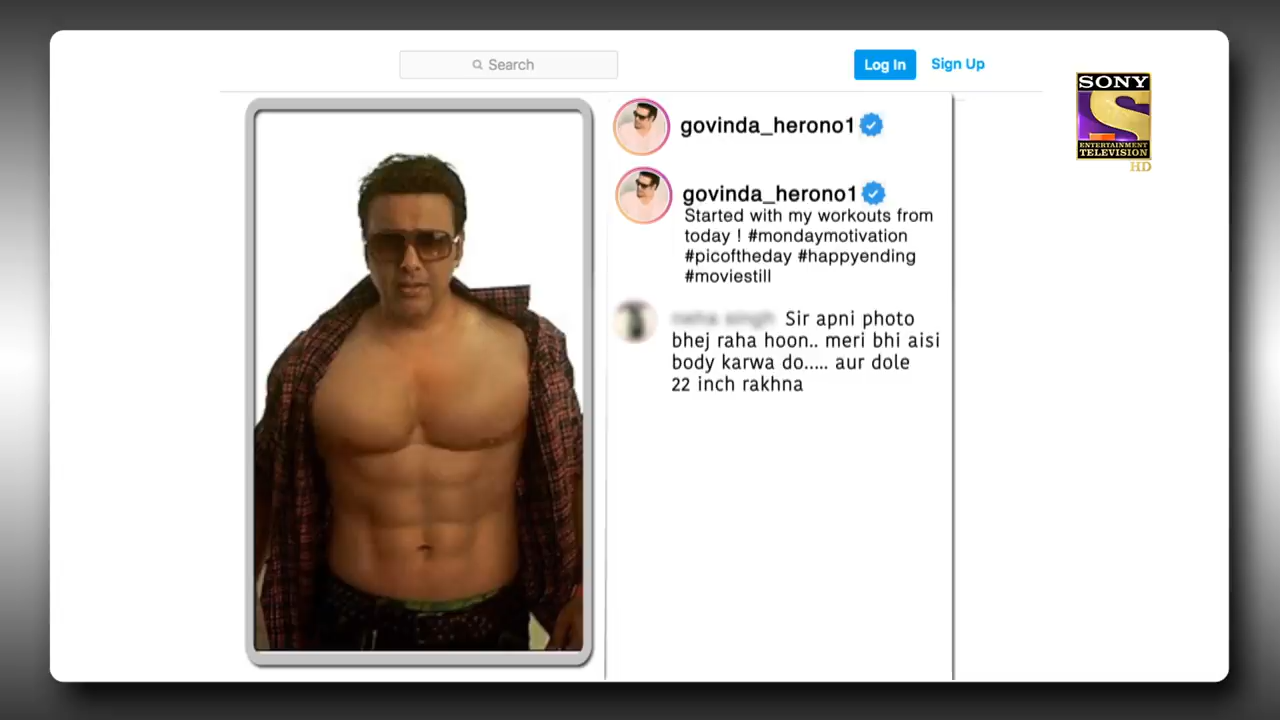 Search
Log In
Sign Up
SONY
ENTERTAINMENT
TELEVISION
HD
govinda_herono1
govinda_herono1
Started with my workouts from
today ! #mondaymotivation
#picoftheday #happyending
#moviestill
Sir apni photo
bhej raha hoon.. meri bhi aisi
body karwa do..... aur dole
22 inch rakhna